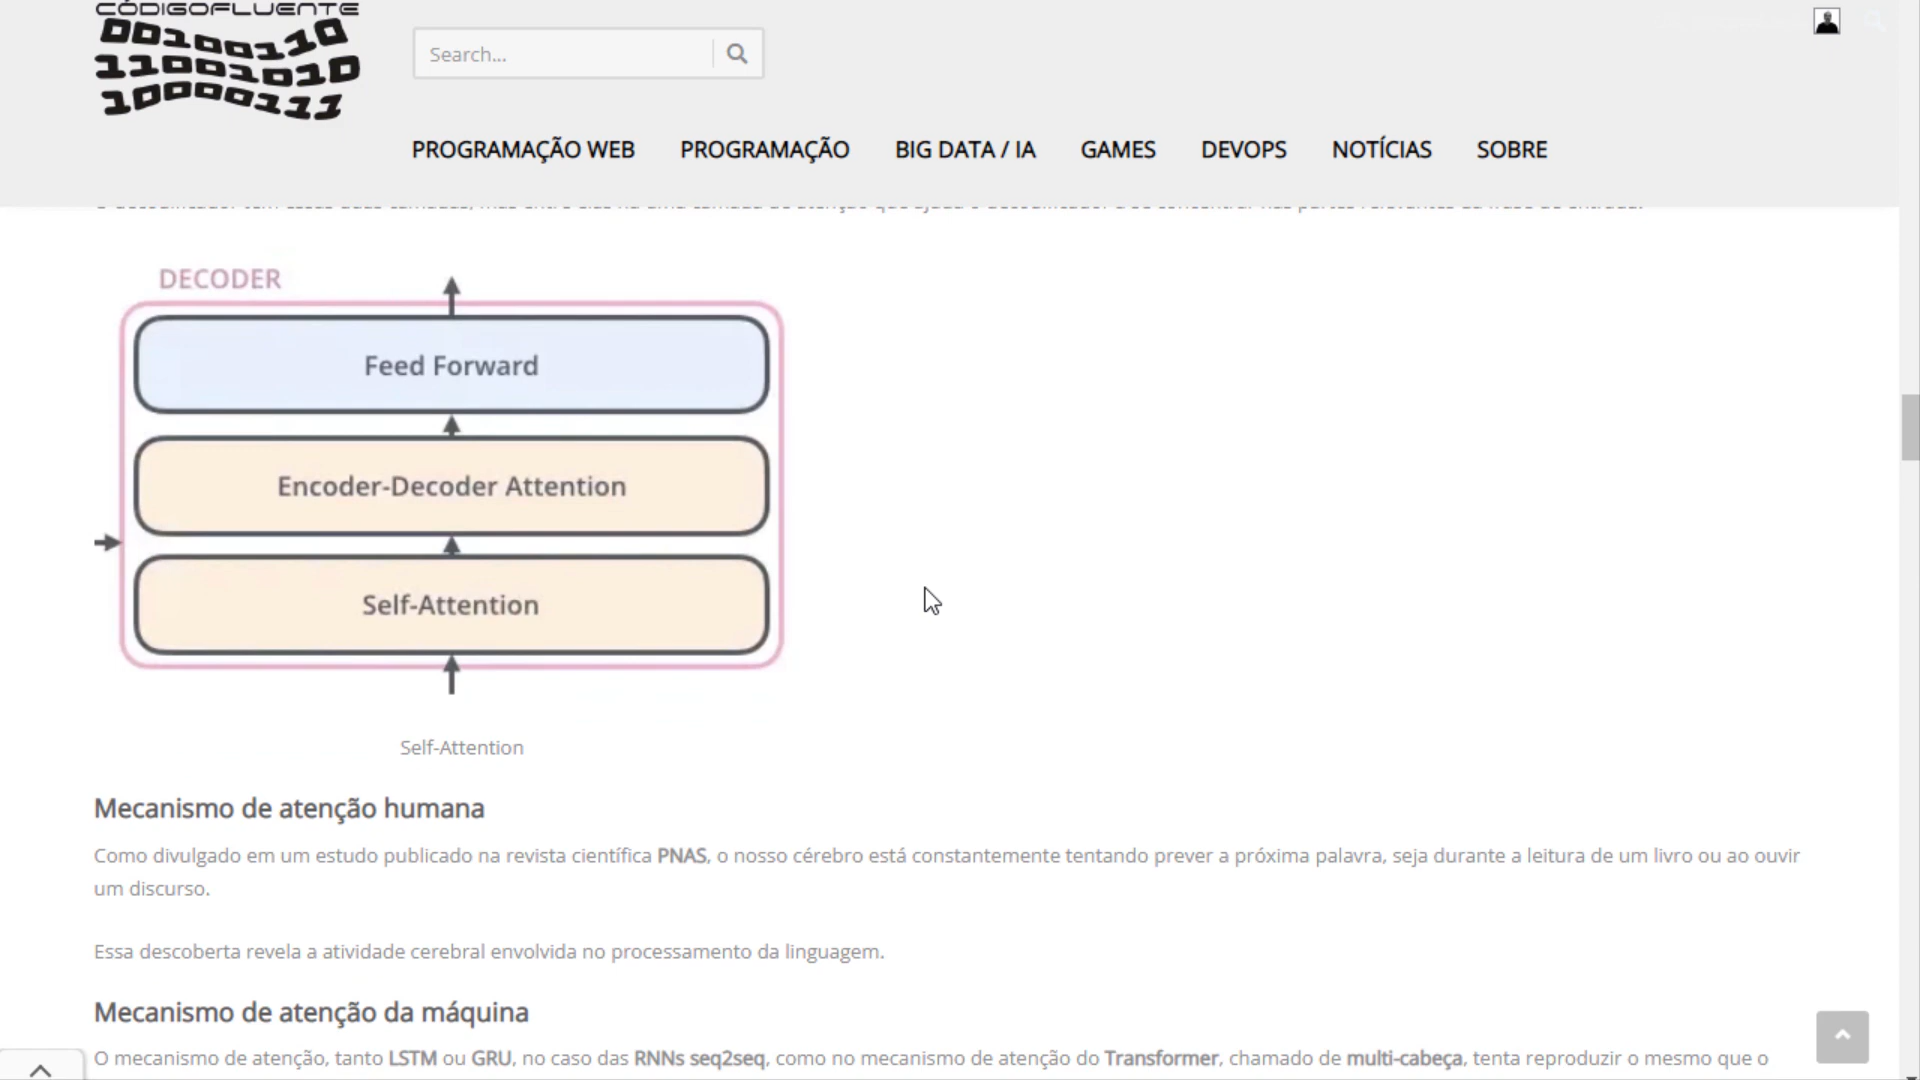 CÓDIGOFLUENTE
00100110
11001010
10000111
Search...
PROGRAMAÇÃO WEB PROGRAMAÇÃO BIG DATA / IA GAMES DEVOPS NOTÍCIAS SOBRE
DECODER
Feed Forward
Encoder-Decoder Attention
Self-Attention
Self-Attention
Mecanismo de atenção humana
Como divulgado em um estudo publicado na revista científica PNAS, o nosso cérebro está constantemente tentando prever a próxima palavra, seja durante a leitura de um livro ou ao ouvir
um discurso.
Essa descoberta revela a atividade cerebral envolvida no processamento da linguagem.
Mecanismo de atenção da máquina
O mecanismo de atenção, tanto LSTM ou GRU, no caso das RNNs seq2seq, como no mecanismo de atenção do Transformer, chamado de multi-cabeça, tenta reproduzir o mesmo que o